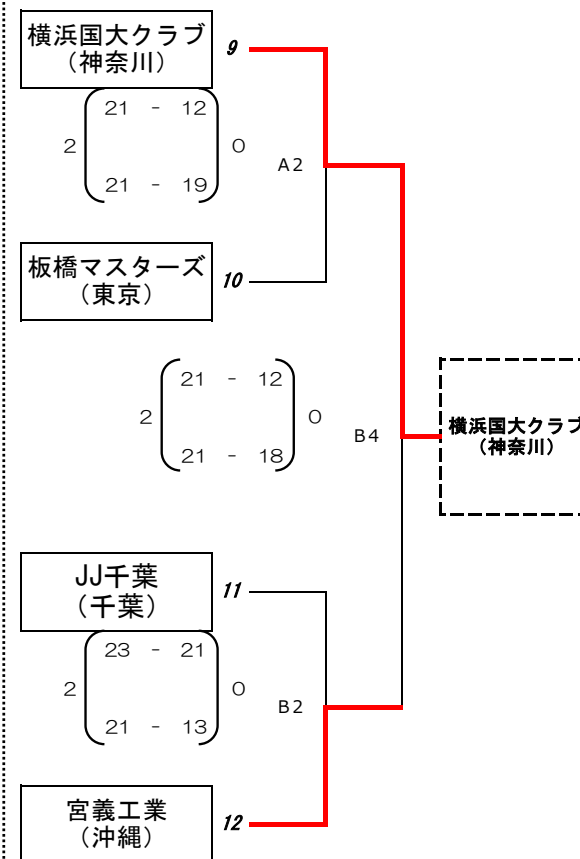 横浜国大クラブ
（神奈川）
9
21 - 12
2
0
21 - 19
A2
板橋マスターズ
（東京）
10
21 - 12
2
0
21 - 18
B4
横浜国大クラブ
（神奈川）
JJ千葉
（千葉）
11
23 - 21
2
0
21 - 13
B2
宮義工業
（沖縄）
12